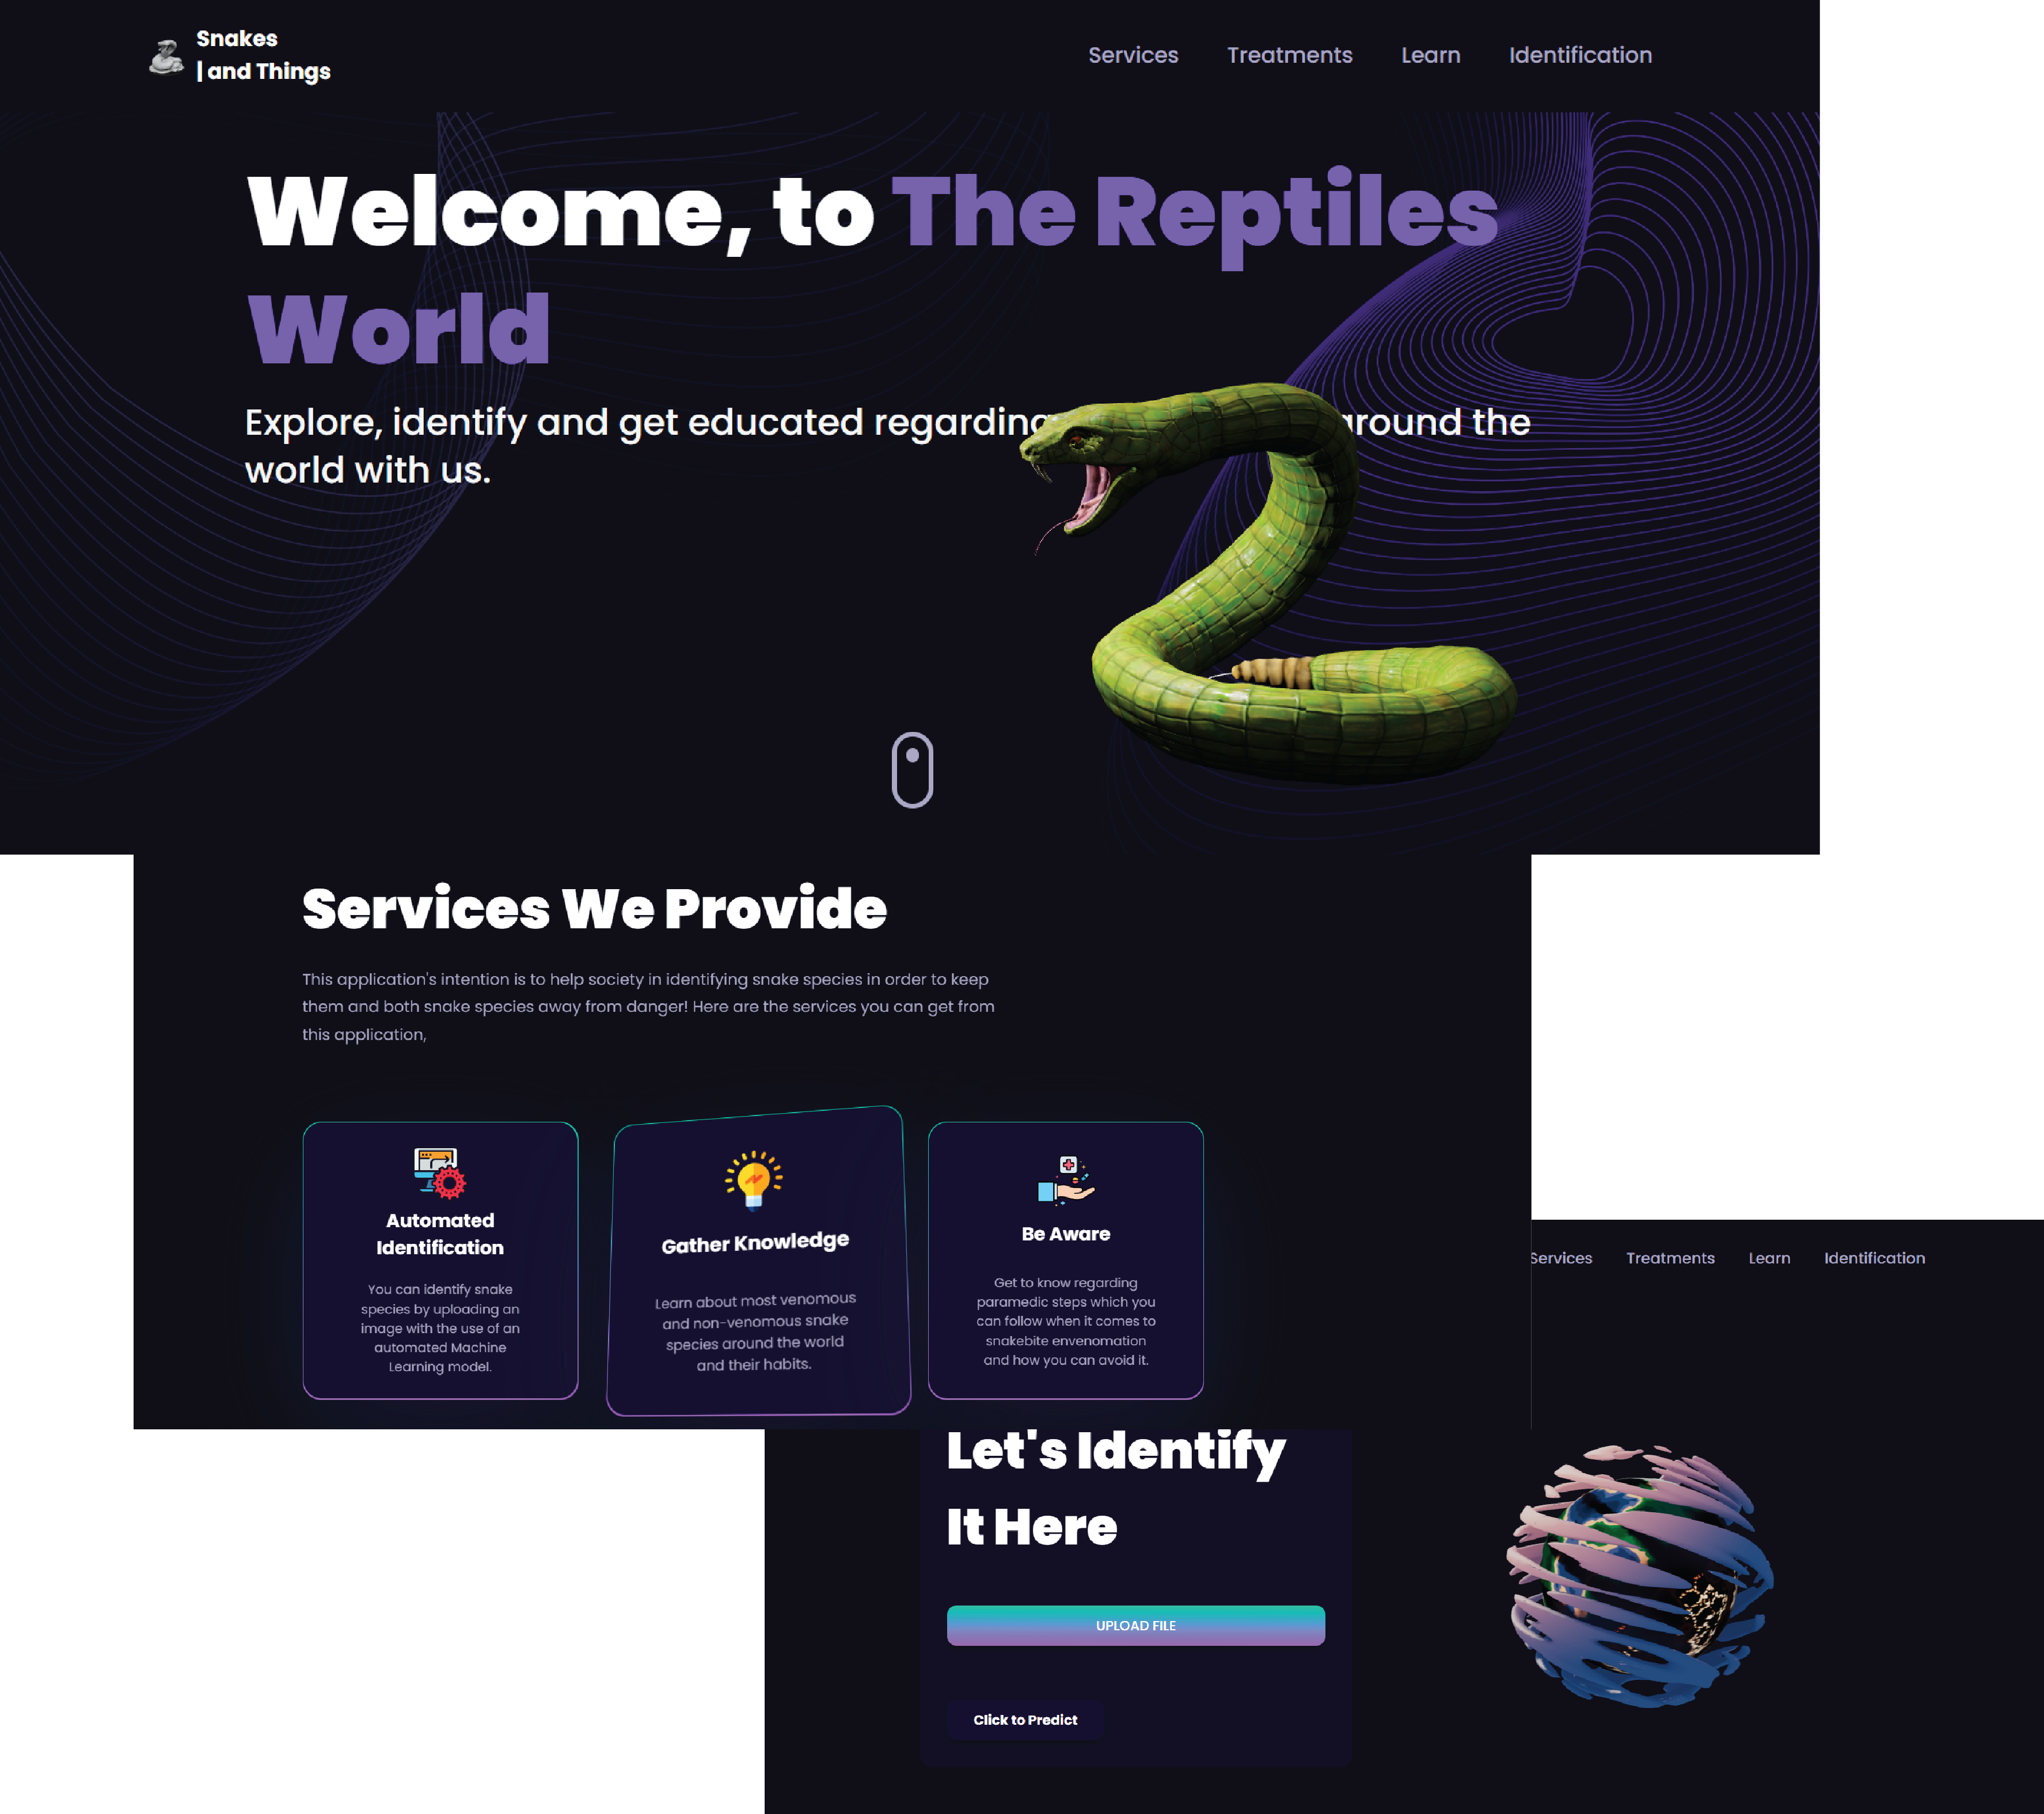 Snakes
| and Things
Services Treatments Learn Identification
Welcome, to The Reptiles
World
Explore, identify and get educated regarding around the
world with us.
Services We Provide
This application's intention is to help society in identifying snake species in order to keep
them and both snake species away from danger! Here are the services you can get from
this application,
Automated
Identification
You can identify snake
species by uploading an
image with the use of an
automated Machine
Learning model.
Gather Knowledge
Learn about most venomous
and non-venomous snake
species around the world
and their habits.
Be Aware
Get to know regarding
paramedic steps which you
can follow when it comes to
snakebite envenomation
and how you can avoid it.
Services Treatments Learn Identification
Let's Identify
It Here
UPLOAD FILE
Click to Predict